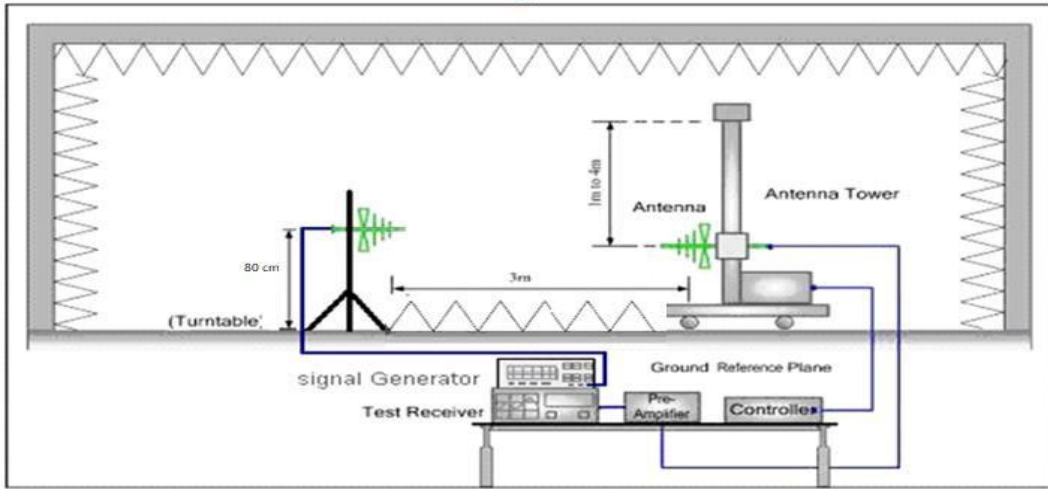 1m to 4m
Antenna Tower
Antenna
80 cm
3m
(Turntable)
signal Generator
Ground Reference Plane
Test Receiver
Pre-
Amplifier
Controller